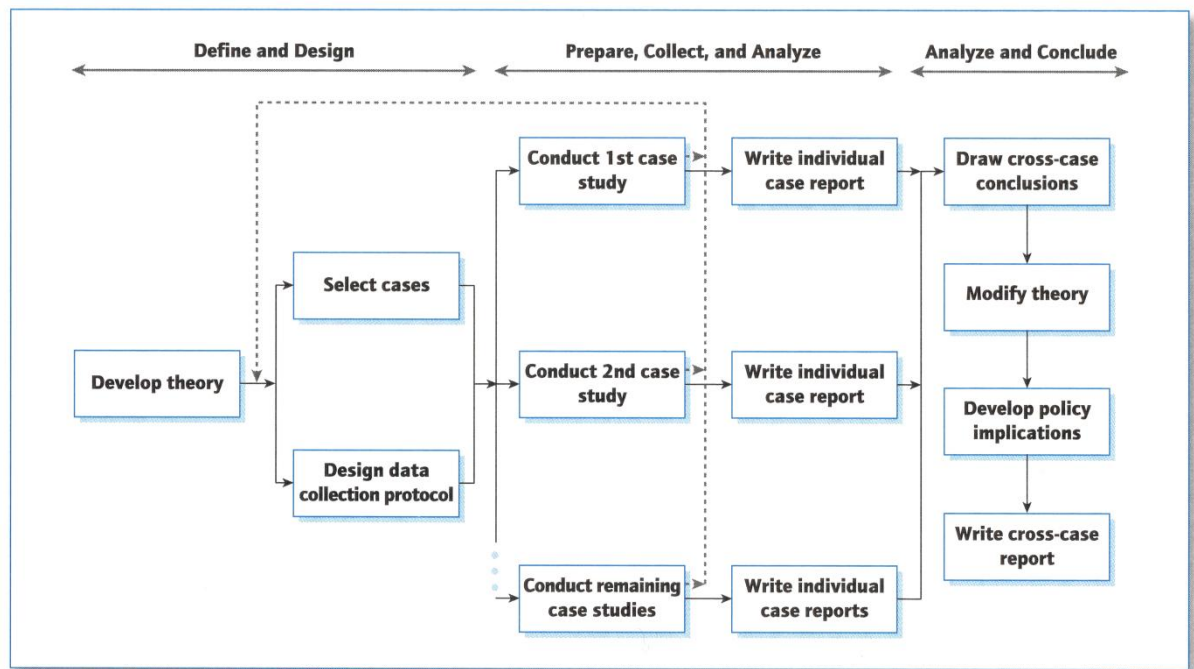 Define and Design
Prepare, Collect, and Analyze
Analyze and Conclude
Conduct 1st case
study
Write individual
case report
Draw cross-case
conclusions
Select cases
Modify theory
Develop theory
Conduct 2nd case
study
Write individual
case report
Develop policy
implications
Design data
collection protocol
Write cross-case
report
Conduct remaining
case studies
Write individual
case reports